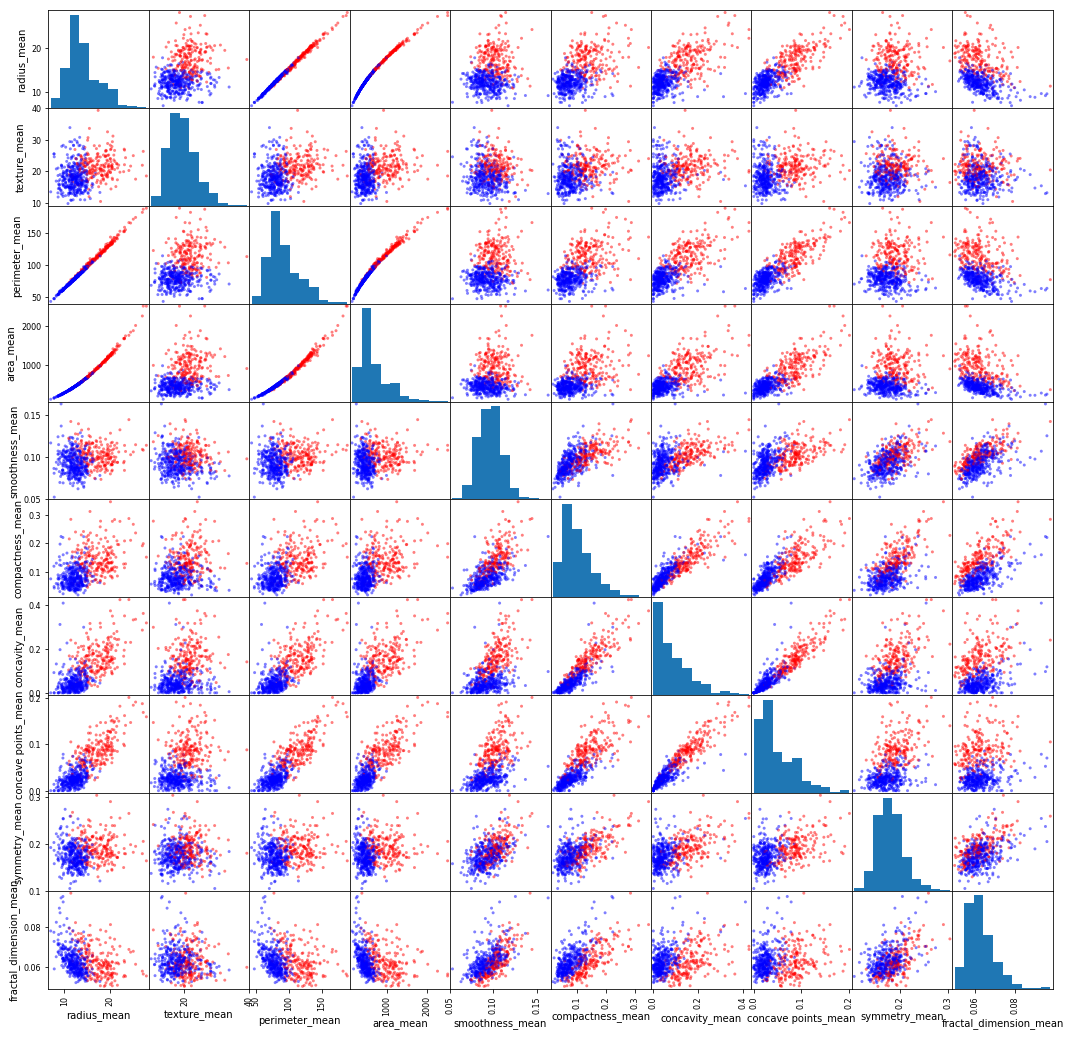 radius_mean
20
10
texture_mean
40
30
20
10
perimeter_mean
150
100
50
area_mean
2000
1000
smoothness_mean
0.15
0.10
0.05
compactness_mean
0.3
0.2
0.1
concavity_mean
0.4
0.2
0.0
concave points_mean
0.2
0.1
0.0
symmetry_mean
0.3
0.2
0.1
fractal_dimension_mean
0.08
0.06
10 20
20 40
50 100 150
1000 2000
0.05 0.10 0.15
0.1 0.2 0.3
0.0 0.2 0.4
0.0 0.1 0.2
0.2 0.3
0.06 0.08
radius_mean texture_mean perimeter_mean area_mean smoothness_mean compactness_mean concavity_mean concave points_mean symmetry_mean fractal_dimension_mean